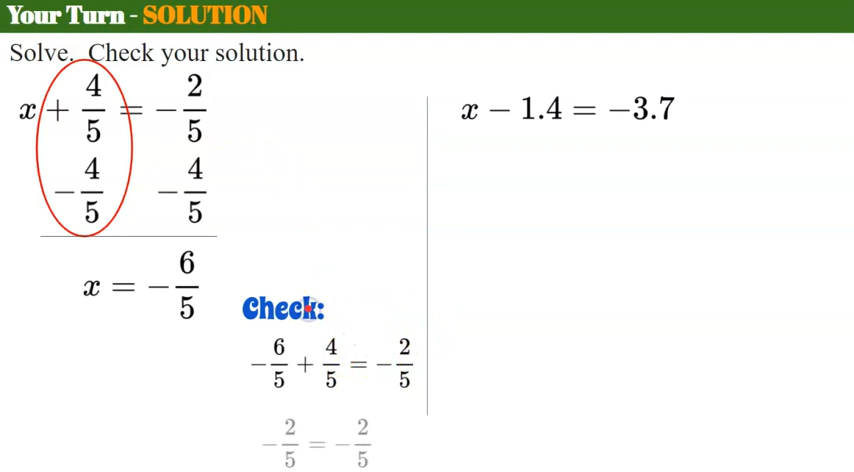 Your Turn - SOLUTION
Solve. Check your solution.
x + 4/5 = -2/5
-4/5 -4/5
x = -6/5
Check:
-6/5 + 4/5 = -2/5
-2/5 = -2/5
x - 1.4 = -3.7